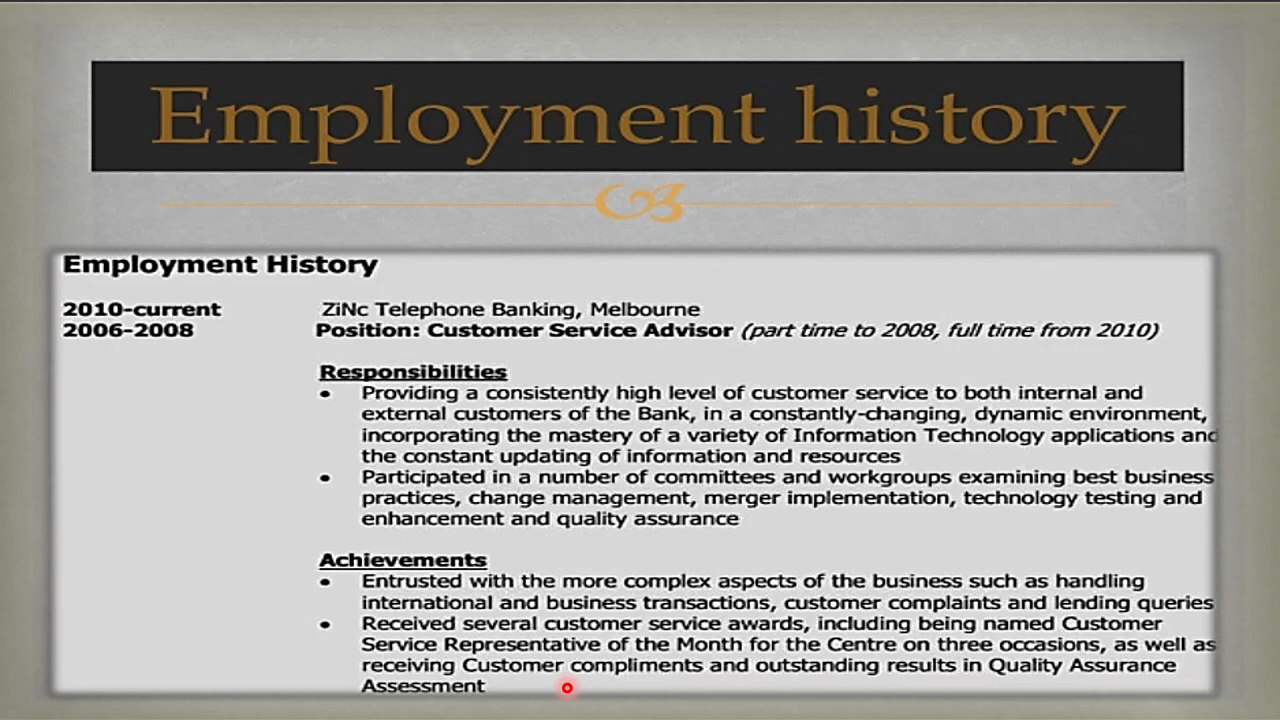 Employment history
Employment History
2010-current ZiNc Telephone Banking, Melbourne
2006-2008 Position: Customer Service Advisor (part time to 2008, full time from 2010)
Responsibilities
• Providing a consistently high level of customer service to both internal and
external customers of the Bank, in a constantly-changing, dynamic environment,
incorporating the mastery of a variety of Information Technology applications and
the constant updating of information and resources
• Participated in a number of committees and workgroups examining best business
practices, change management, merger implementation, technology testing and
enhancement and quality assurance
Achievements
• Entrusted with the more complex aspects of the business such as handling
international and business transactions, customer complaints and lending queries
• Received several customer service awards, including being named Customer
Service Representative of the Month for the Centre on three occasions, as well as
receiving Customer compliments and outstanding results in Quality Assurance
Assessment